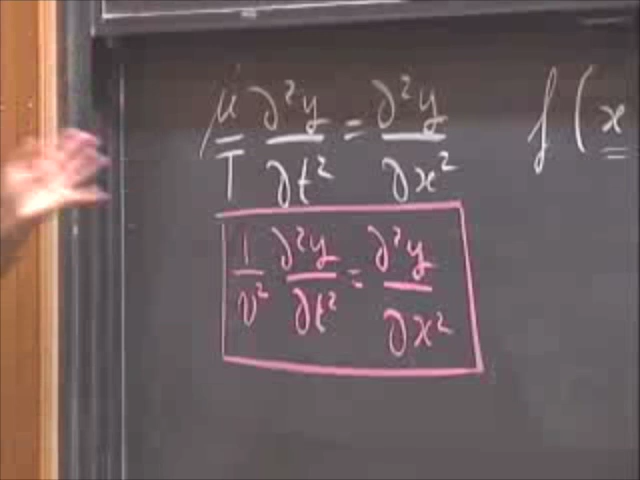 μ/T ∂²y/∂t² = ∂²y/∂x²
f(x
1/v² ∂²y/∂t² = ∂²y/∂x²